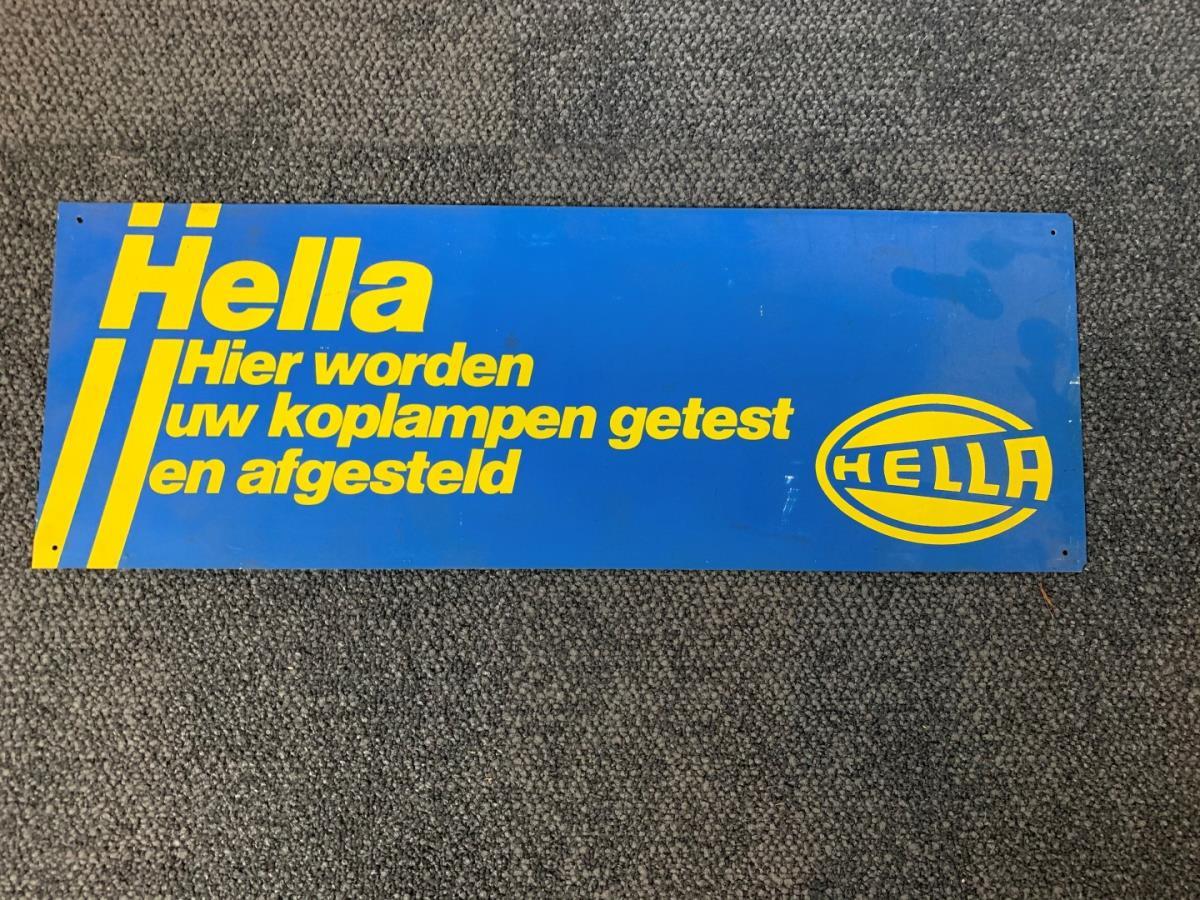 Hella
Hier worden
uw koplampen getest
en afgesteld
HELLA